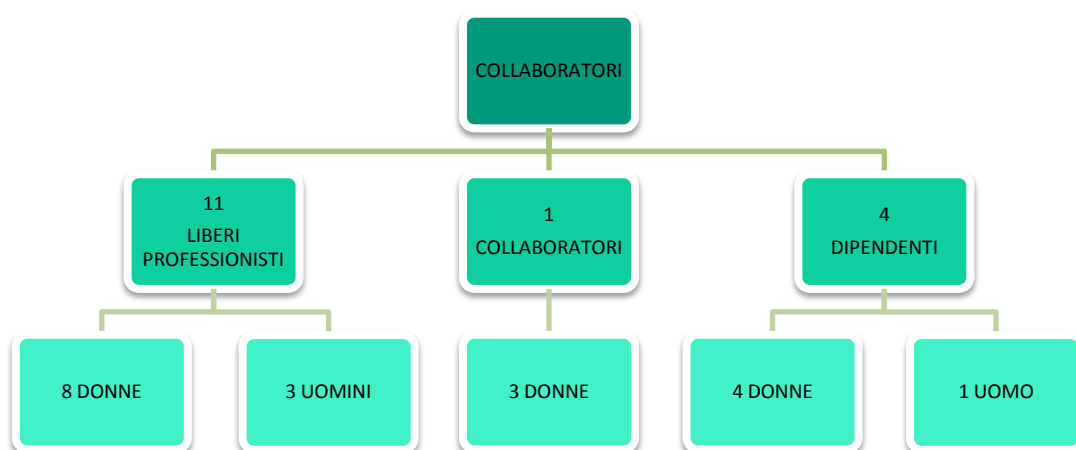 COLLABORATORI
11
LIBERI
PROFESSIONISTI
1
COLLABORATORI
4
DIPENDENTI
8 DONNE
3 UOMINI
3 DONNE
4 DONNE
1 UOMO